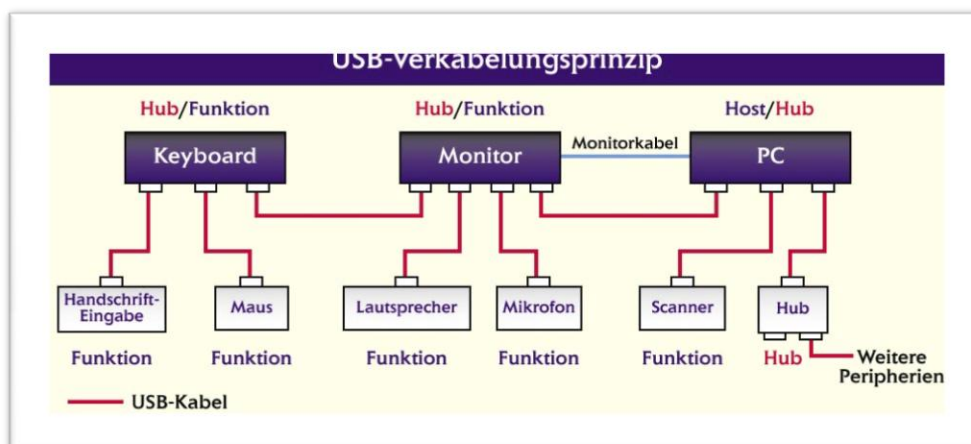 USB-Verkabelungsprinzip
Hub/Funktion
Hub/Funktion
Host/Hub
Keyboard
Monitor
Monitorkabel
PC
Handschrift-
Eingabe
Maus
Lautsprecher
Mikrofon
Scanner
Hub
Funktion
Funktion
Funktion
Funktion
Funktion
Hub
Weitere
Peripherien
USB-Kabel